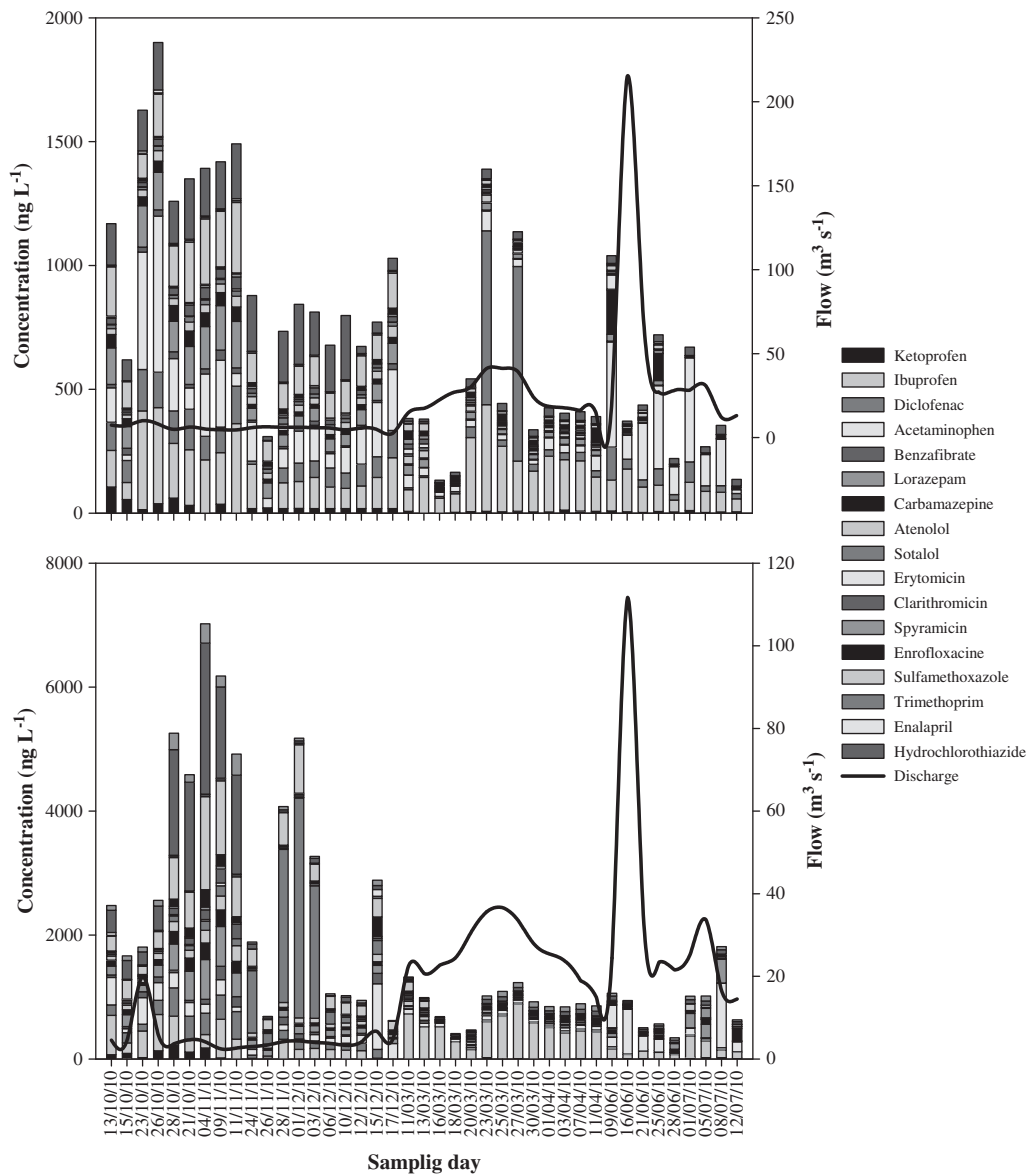 Concentration (ng L⁻¹)
2000
1500
1000
500
0
250
200
150
100
50
0
Flow (m³ s⁻¹)
Concentration (ng L⁻¹)
8000
6000
4000
2000
0
120
100
80
60
40
20
0
Flow (m³ s⁻¹)
Ketoprofen
Ibuprofen
Diclofenac
Acetaminophen
Benzafibrate
Lorazepam
Carbamazepine
Atenolol
Sotalol
Erytomicin
Clarithromicin
Spyramicin
Enrofloxacine
Sulfamethoxazole
Trimethoprim
Enalapril
Hydrochlorothiazide
Discharge
13/10/10
15/10/10
23/10/10
26/10/10
28/10/10
21/10/10
04/11/10
09/11/10
11/11/10
24/11/10
26/11/10
28/11/10
01/12/10
03/12/10
06/12/10
10/12/10
12/12/10
15/12/10
17/12/10
11/03/10
13/03/10
16/03/10
18/03/10
20/03/10
23/03/10
25/03/10
27/03/10
30/03/10
01/04/10
03/04/10
07/04/10
11/04/10
09/06/10
16/06/10
21/06/10
25/06/10
28/06/10
01/07/10
05/07/10
08/07/10
12/07/10
Samplig day